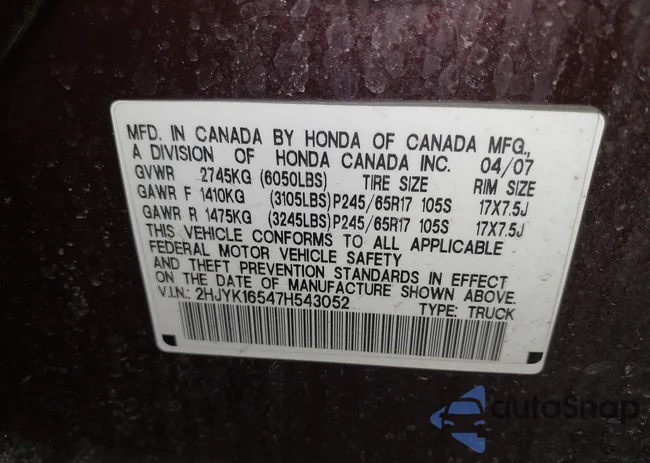 MFD. IN CANADA BY HONDA OF CANADA MFG.,
A DIVISION OF HONDA CANADA INC. 04/07
GVWR 2745KG (6050LBS) TIRE SIZE RIM SIZE
GAWR F 1410KG (3105LBS) P245/65R17 105S 17X7.5J
GAWR R 1475KG (3245LBS) P245/65R17 105S 17X7.5J
THIS VEHICLE CONFORMS TO ALL APPLICABLE
FEDERAL MOTOR VEHICLE SAFETY
AND THEFT PREVENTION STANDARDS IN EFFECT
ON THE DATE OF MANUFACTURE SHOWN ABOVE.
V.I.N.: 2HJYK16547H543052 TYPE: TRUCK
autoSnap